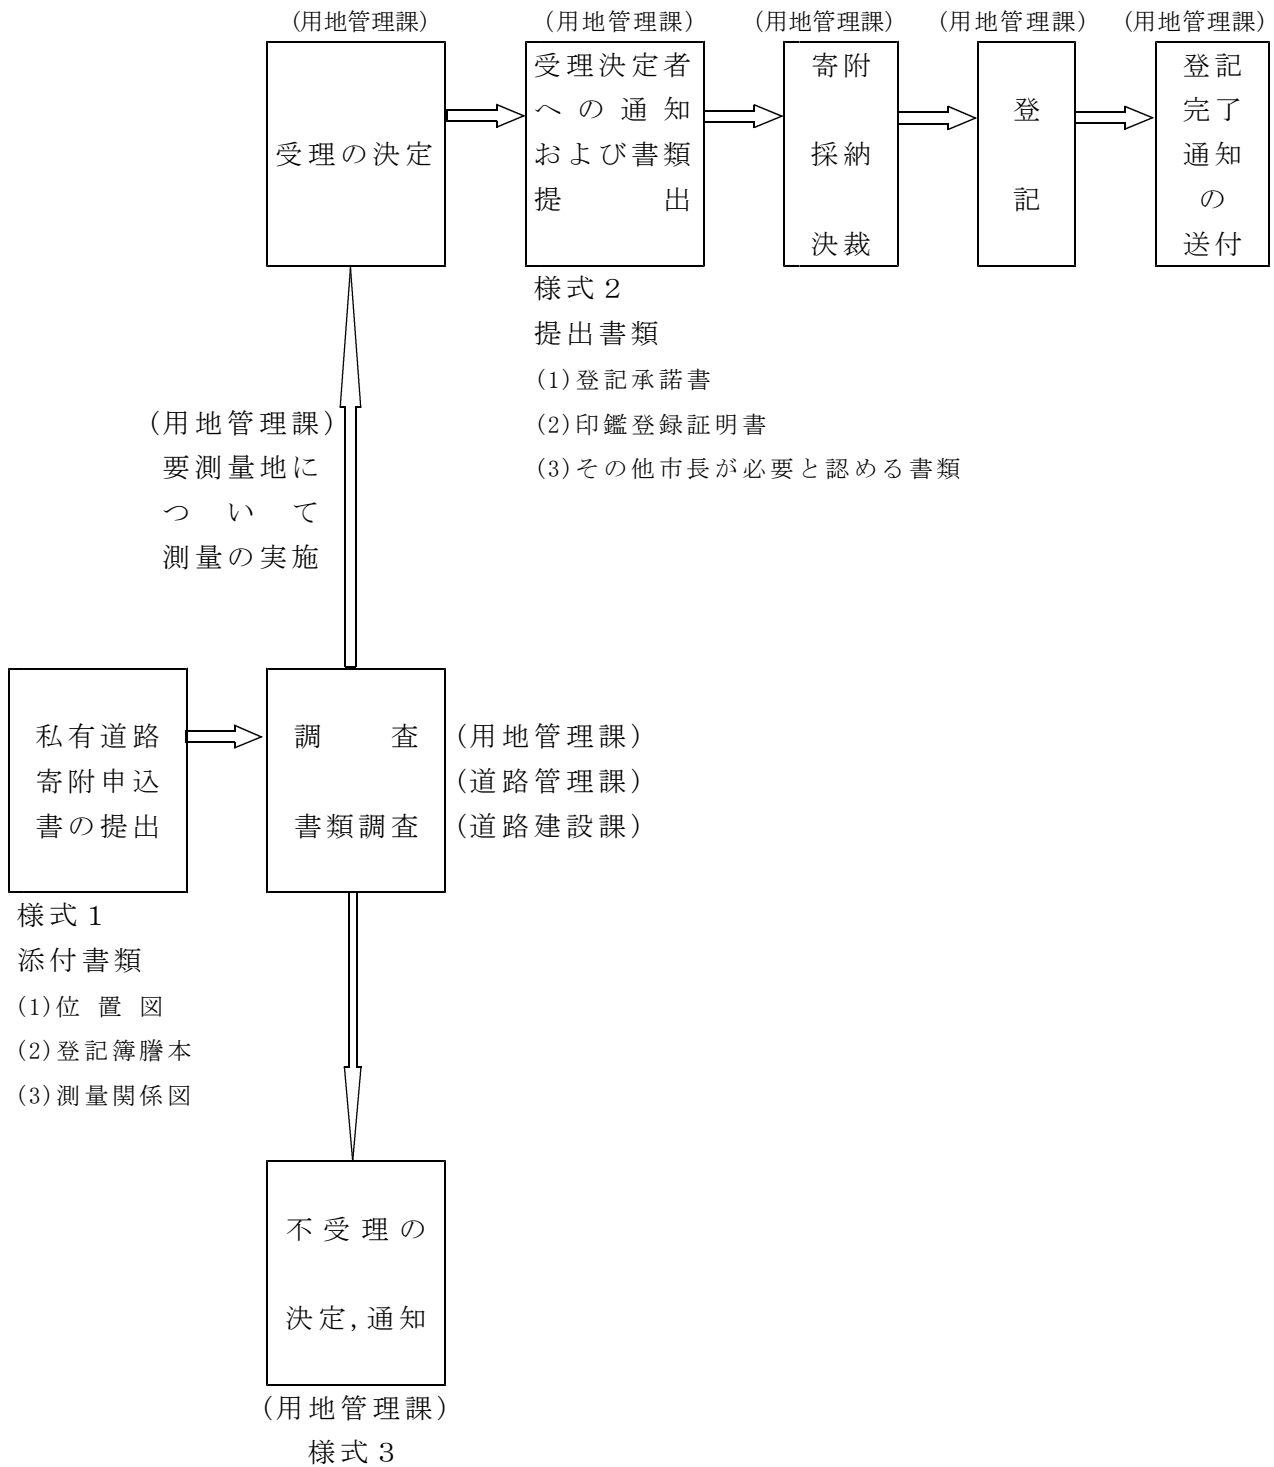 (用地管理課)
受理の決定
(用地管理課)
受理決定者
への通知
および書類
提出
様式2
提出書類
(1)登記承諾書
(2)印鑑登録証明書
(3)その他市長が必要と認める書類
(用地管理課)
寄附
採納
決裁
(用地管理課)
登
記
(用地管理課)
登記
完了
通知
の
送付
(用地管理課)
要測量地に
ついて
測量の実施
私有道路
寄附申込
書の提出
様式1
添付書類
(1)位置図
(2)登記簿謄本
(3)測量関係図
調査
書類調査
(用地管理課)
(道路管理課)
(道路建設課)
不受理の
決定,通知
(用地管理課)
様式3